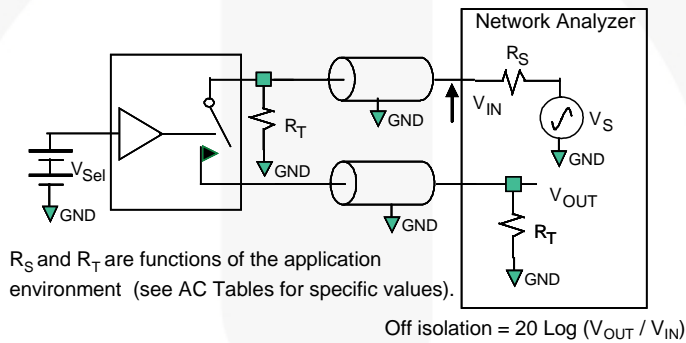 Network Analyzer
R_S
V_IN
V_S
GND
GND
R_T
GND
V_Sel
GND
GND
V_OUT
R_T
GND
R_S and R_T are functions of the application
environment (see AC Tables for specific values).
Off isolation = 20 Log (V_OUT / V_IN)